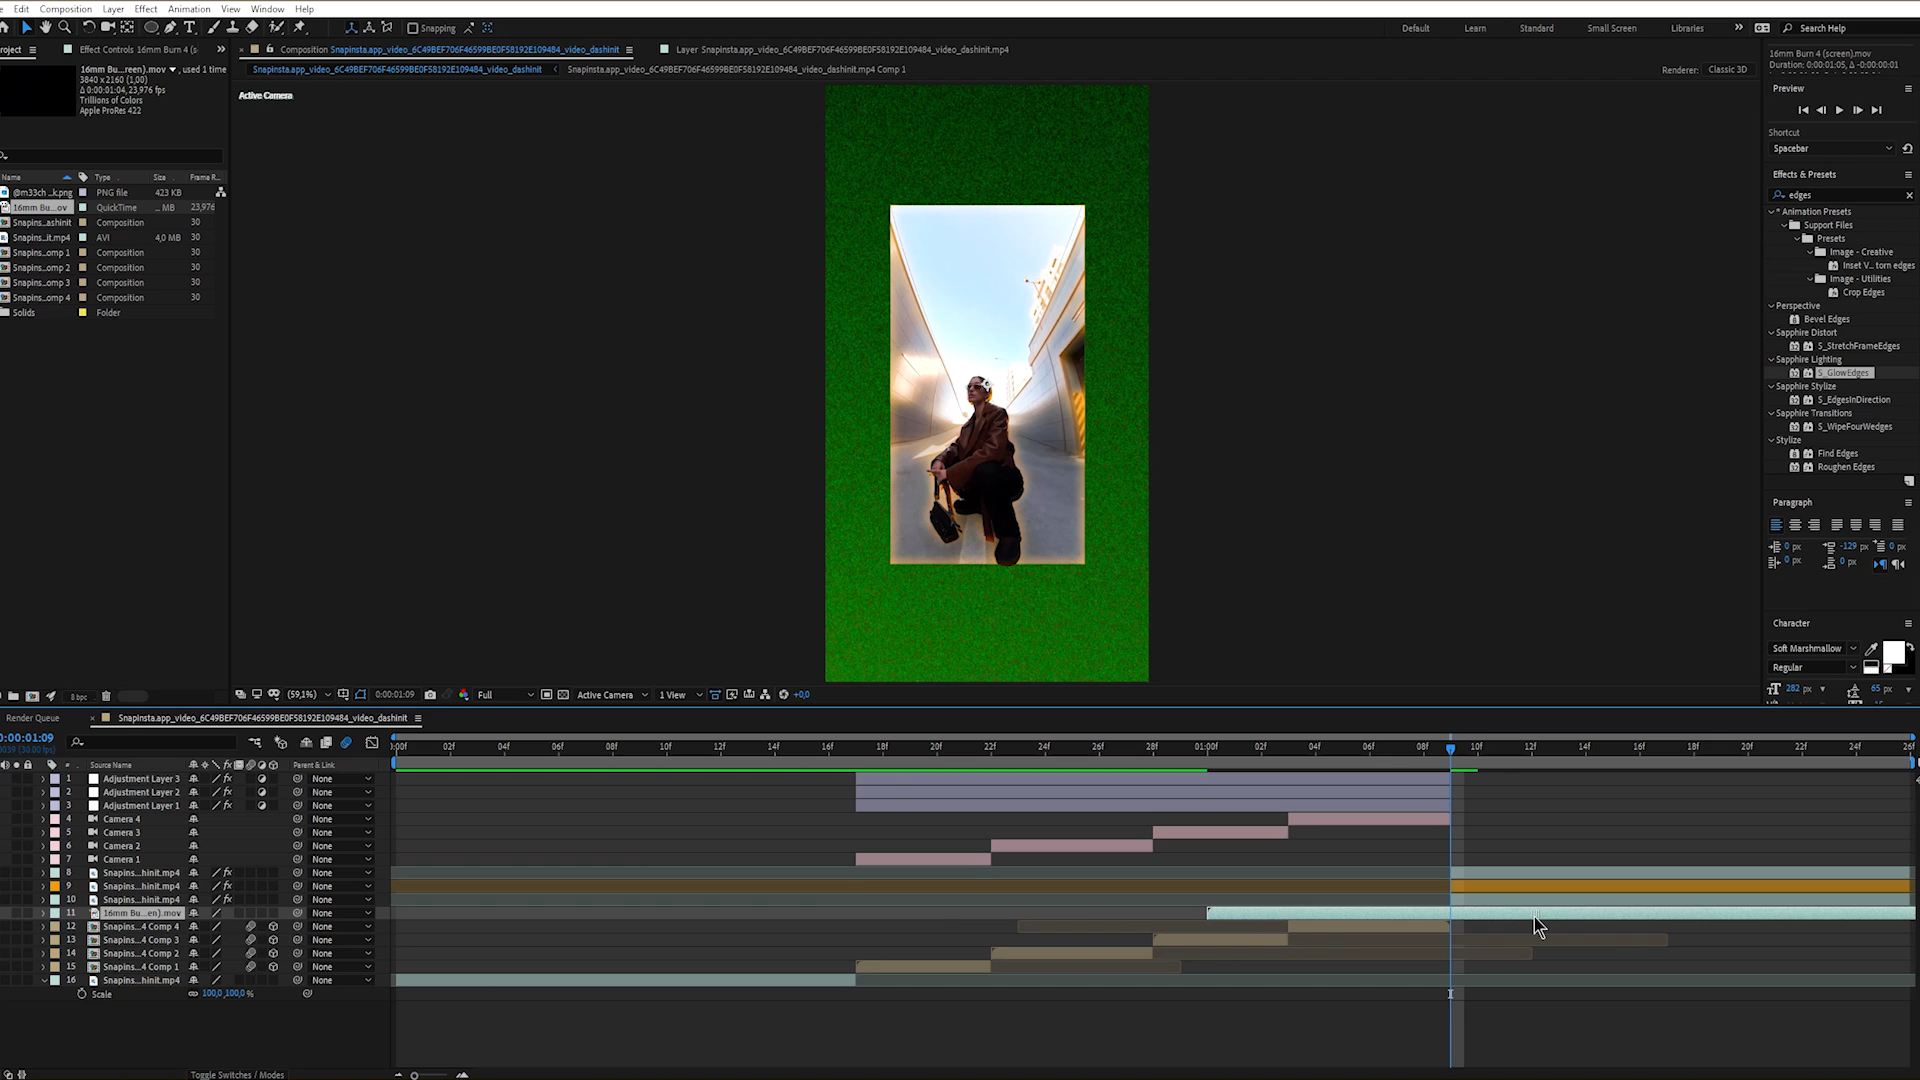 Edit Composition Layer Effect Animation View Window Help
Snapping
Default Learn Standard Small Screen Libraries » Search Help
roject Effect Controls 16mm Burn 4 (s »
Composition Snapinsta.app_video_6C49BEF706F46599BE0F58192E109484_video_dashinit
Layer Snapinsta.app_video_6C49BEF706F46599BE0F58192E109484_video_dashinit.mp4
Snapinsta.app_video_6C49BEF706F46599BE0F58192E109484_video_dashinit Snapinsta.app_video_6C49BEF706F46599BE0F58192E109484_video_dashinit.mp4 Comp 1
Renderer: Classic 3D
16mm Bu...reen).mov ▼ , used 1 time
3840 x 2160 (1,00)
Δ 0:00:01:04, 23,976 fps
Trillions of Colors
Apple ProRes 422
Name Type Size Frame R...
@m33ch ...k.png PNG file 423 KB
16mm Bu...ov QuickTime ... MB 23,976
Snapins...ashinit Composition 30
Snapins...it.mp4 AVI 4,0 MB 30
Snapins...omp 1 Composition 30
Snapins...omp 2 Composition 30
Snapins...omp 3 Composition 30
Snapins...omp 4 Composition 30
Solids Folder
8 bpc
Active Camera
(59,1%) 0:00:01:09 Full Active Camera 1 View +0,0
16mm Burn 4 (screen).mov
Duration: 0:00:01:05, Δ -0:00:00:01
Preview
Shortcut
Spacebar
Effects & Presets
edges
* Animation Presets
Support Files
Presets
Image - Creative
Inset V... torn edges
Image - Utilities
Crop Edges
Perspective
Bevel Edges
Sapphire Distort
S_StretchFrameEdges
Sapphire Lighting
S_GlowEdges
Sapphire Stylize
S_EdgesInDirection
Sapphire Transitions
S_WipeFourWedges
Stylize
Find Edges
Roughen Edges
Paragraph
0 px -129 px 0 px
0 px 0 px
Character
Soft Marshmallow
Regular
282 px 65 px
Render Queue Snapinsta.app_video_6C49BEF706F46599BE0F58192E109484_video_dashinit
0:00:01:09
:00f 02f 04f 06f 08f 10f 12f 14f 16f 18f 20f 22f 24f 26f 28f 01:00f 02f 04f 06f 08f 10f 12f 14f 16f 18f 20f 22f 24f 26f
# Source Name Parent & Link
1 Adjustment Layer 3 None
2 Adjustment Layer 2 None
3 Adjustment Layer 1 None
4 Camera 4 None
5 Camera 3 None
6 Camera 2 None
7 Camera 1 None
8 Snapins...hinit.mp4 None
9 Snapins...hinit.mp4 None
10 Snapins...hinit.mp4 None
11 16mm Bu...en).mov None
12 Snapins...4 Comp 4 None
13 Snapins...4 Comp 3 None
14 Snapins...4 Comp 2 None
15 Snapins...4 Comp 1 None
16 Snapins...hinit.mp4 None
Scale 100,0,100,0 %
Toggle Switches / Modes